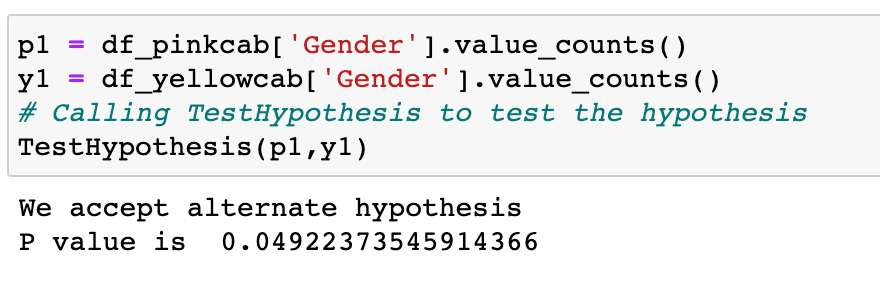 p1 = df_pinkcab['Gender'].value_counts()
y1 = df_yellowcab['Gender'].value_counts()
# Calling TestHypothesis to test the hypothesis
TestHypothesis(p1,y1)
We accept alternate hypothesis
P value is  0.04922373545914366